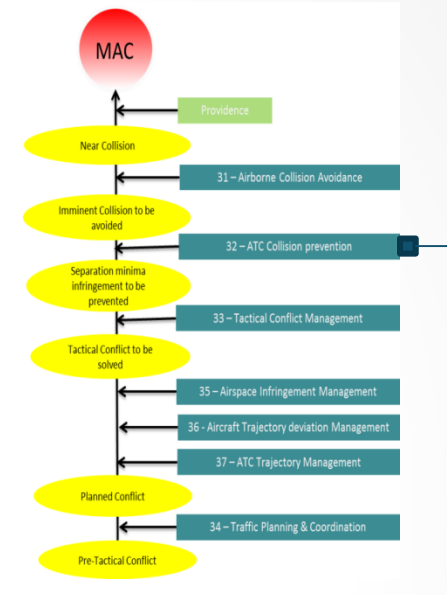 MAC
Providence
Near Collision
31 – Airborne Collision Avoidance
Imminent Collision to be
avoided
32 – ATC Collision prevention
Separation minima
infringement to be
prevented
33 – Tactical Conflict Management
Tactical Conflict to be
solved
35 – Airspace Infringement Management
36 - Aircraft Trajectory deviation Management
37 – ATC Trajectory Management
Planned Conflict
34 – Traffic Planning & Coordination
Pre-Tactical Conflict